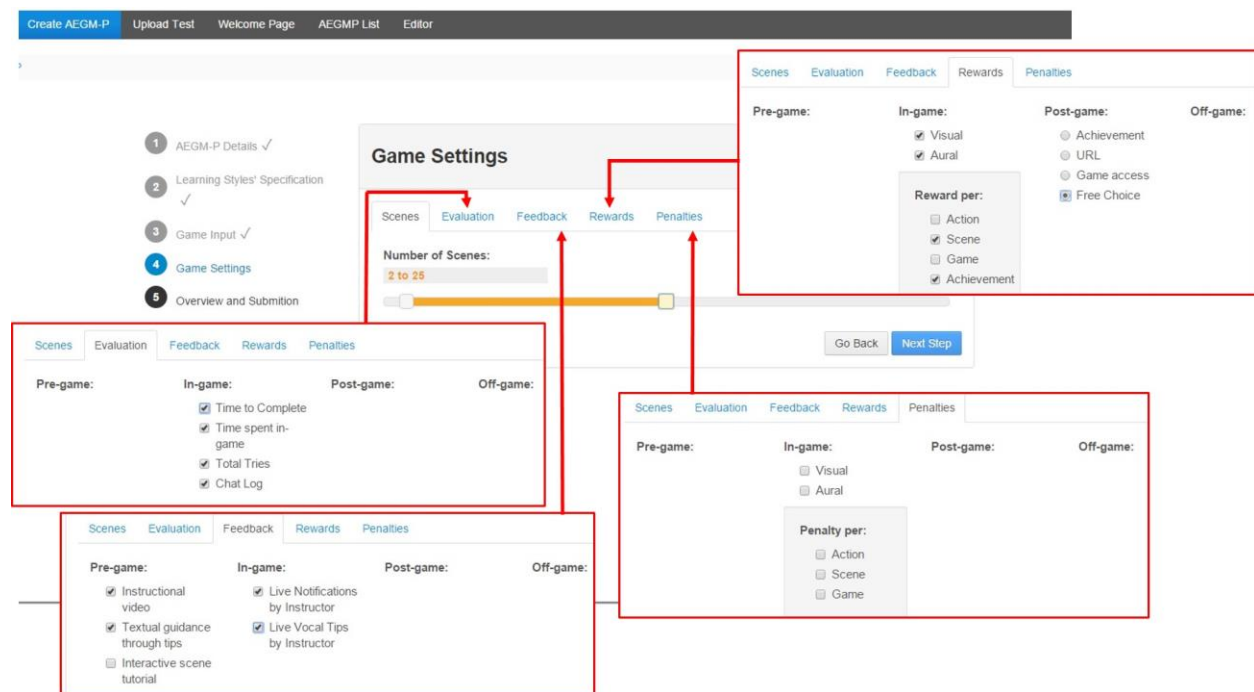 Create AEGM-P Upload Test Welcome Page AEGMP List Editor
1 AEGM-P Details ✓
2 Learning Styles' Specification ✓
3 Game Input ✓
4 Game Settings
5 Overview and Submition
Game Settings
Scenes Evaluation Feedback Rewards Penalties
Number of Scenes:
2 to 25
Go Back Next Step
Scenes Evaluation Feedback Rewards Penalties
Pre-game: In-game: Post-game: Off-game:
Visual Achievement
Aural URL
Game access
Reward per: Free Choice
Action
Scene
Game
Achievement
Scenes Evaluation Feedback Rewards Penalties
Pre-game: In-game: Post-game: Off-game:
Time to Complete
Time spent in-
game
Total Tries
Chat Log
Scenes Evaluation Feedback Rewards Penalties
Pre-game: In-game: Post-game: Off-game:
Visual
Aural
Penalty per:
Action
Scene
Game
Scenes Evaluation Feedback Rewards Penalties
Pre-game: In-game: Post-game: Off-game:
Instructional Live Notifications
video by Instructor
Textual guidance Live Vocal Tips
through tips by Instructor
Interactive scene
tutorial